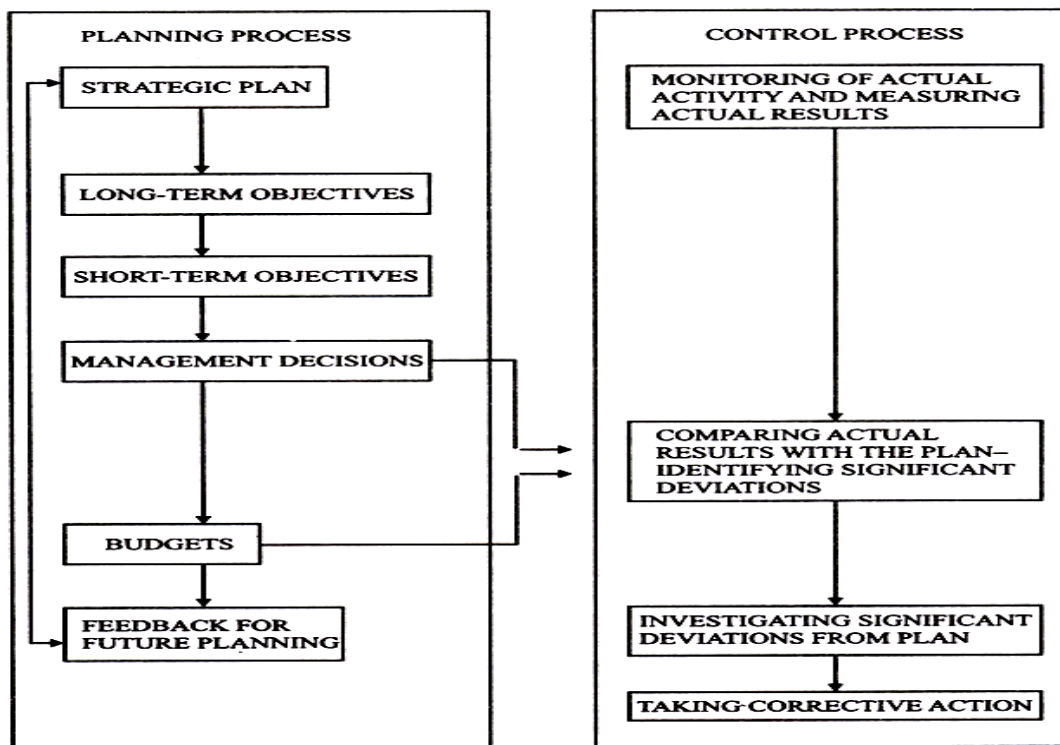 PLANNING PROCESS
STRATEGIC PLAN
LONG-TERM OBJECTIVES
SHORT-TERM OBJECTIVES
MANAGEMENT DECISIONS
BUDGETS
FEEDBACK FOR
FUTURE PLANNING
CONTROL PROCESS
MONITORING OF ACTUAL
ACTIVITY AND MEASURING
ACTUAL RESULTS
COMPARING ACTUAL
RESULTS WITH THE PLAN–
IDENTIFYING SIGNIFICANT
DEVIATIONS
INVESTIGATING SIGNIFICANT
DEVIATIONS FROM PLAN
TAKING-CORRECTIVE ACTION